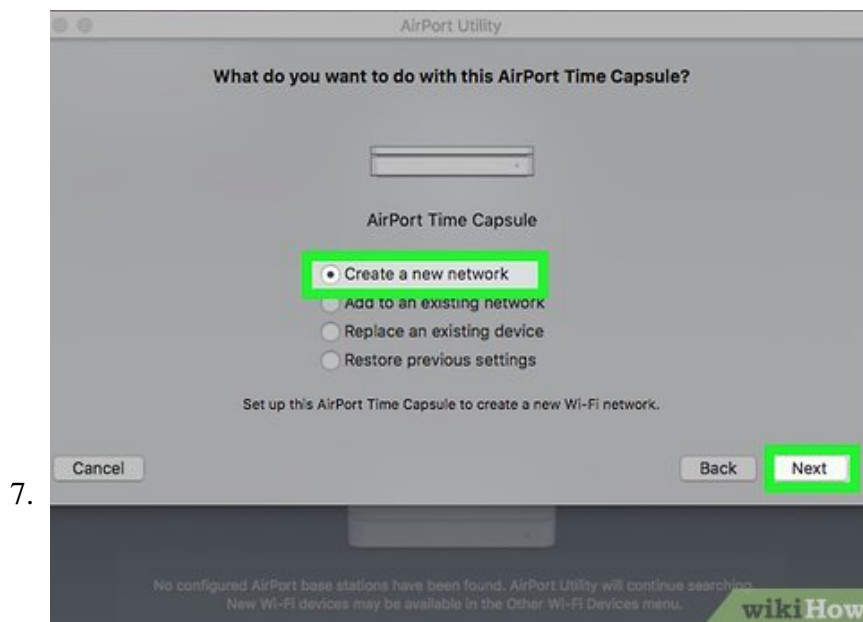 AirPort Utility
What do you want to do with this AirPort Time Capsule?
AirPort Time Capsule
Create a new network
Add to an existing network
Replace an existing device
Restore previous settings
Set up this AirPort Time Capsule to create a new Wi-Fi network.
Cancel
Back
Next
7.
No configured AirPort base stations have been found. AirPort Utility will continue searching.
New Wi-Fi devices may be available in the Other Wi-Fi Devices menu.
wikiHow